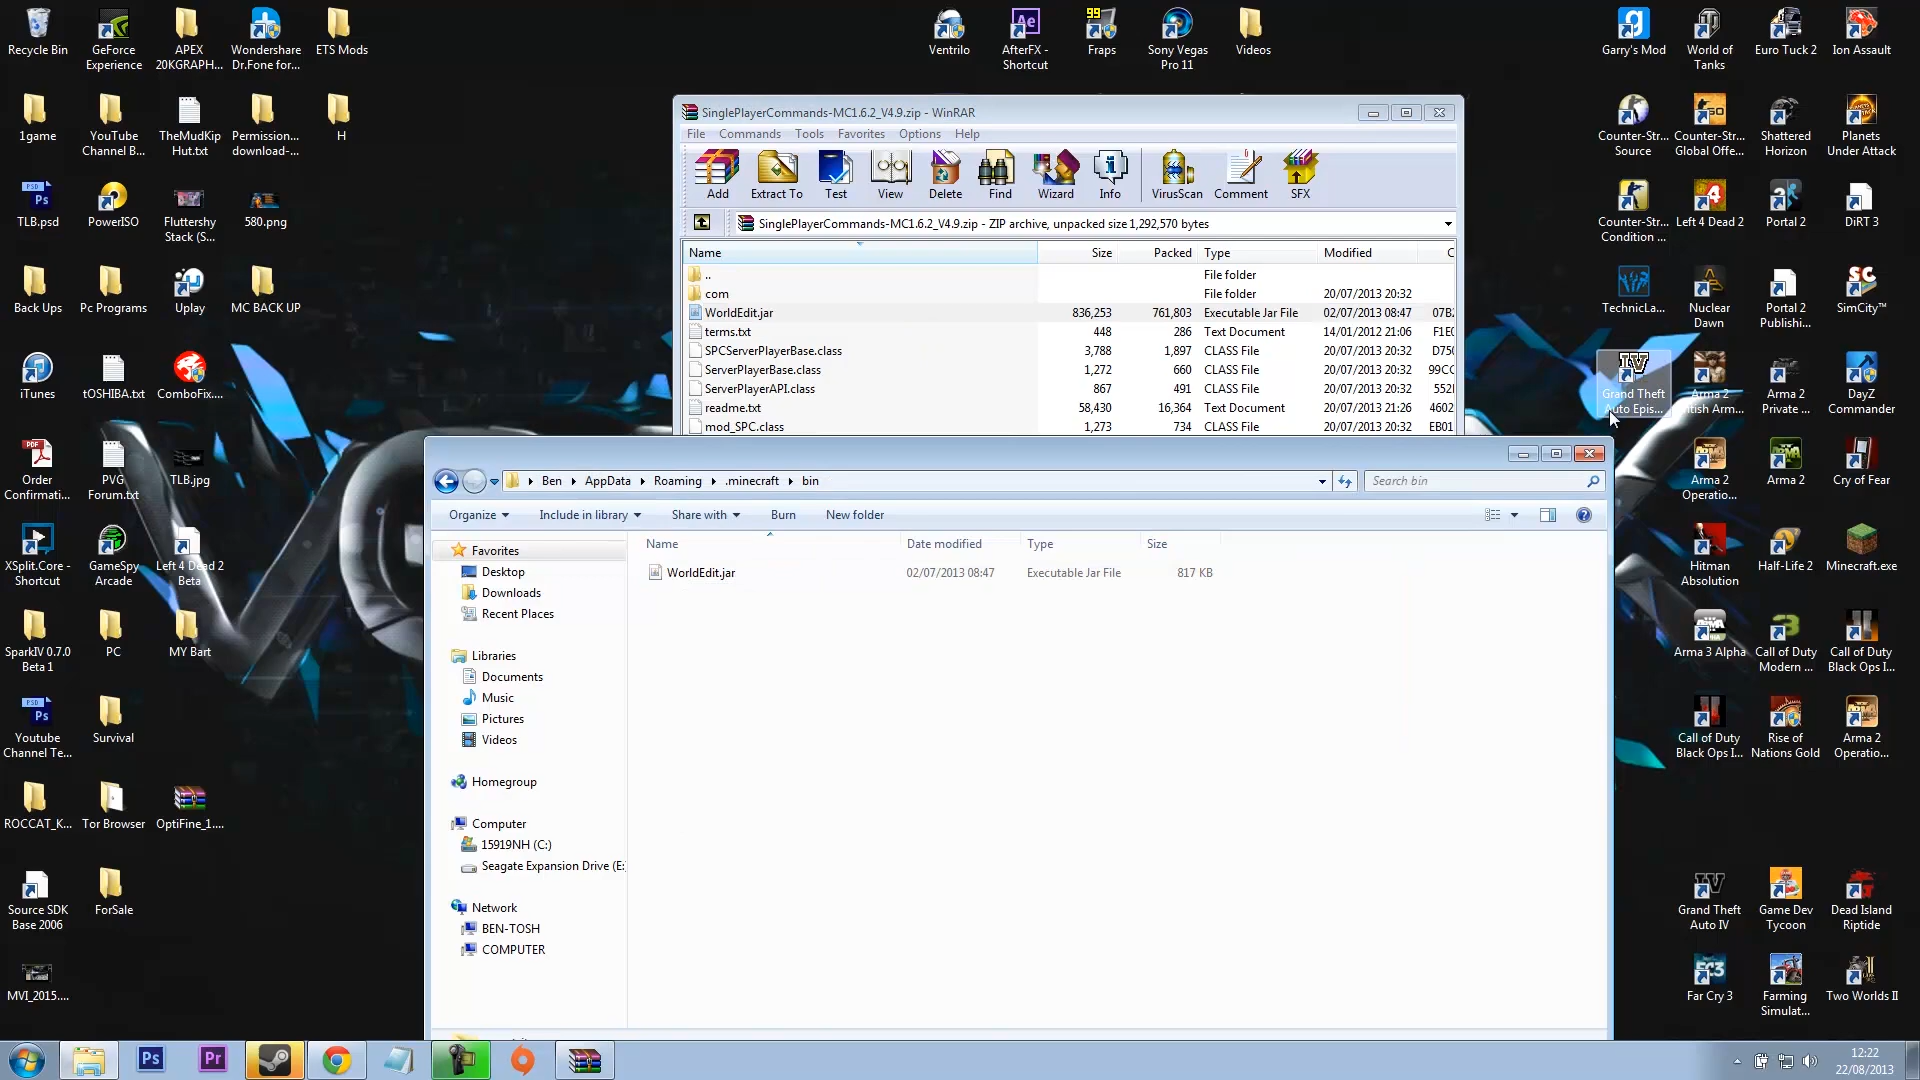 Recycle Bin
GeForce
Experience
APEX
20KGRAPH...
Wondershare
Dr.Fone for...
ETS Mods
Ventrilo
AfterFX -
Shortcut
99
Fraps
Sony Vegas
Pro 11
Videos
Garry's Mod
World of
Tanks
Euro Tuck 2
Ion Assault
1game
YouTube
Channel B...
TheMudKip
Hut.txt
Permission...
download-...
H
Counter-Str...
Source
Counter-Str...
Global Offe...
Shattered
Horizon
Planets
Under Attack
TLB.psd
PowerISO
Fluttershy
Stack (S...
580.png
Counter-Str...
Condition ...
Left 4 Dead 2
Portal 2
DiRT 3
Back Ups
Pc Programs
Uplay
MC BACK UP
TechnicLa...
Nuclear
Dawn
Portal 2
Publishi...
SimCity™
iTunes
tOSHIBA.txt
ComboFix....
Grand Theft
Auto Epis...
Arma 2
Arma 2
Private ...
DayZ
Commander
Order
Confirmati...
PVG
Forum.txt
TLB.jpg
Arma 2
Operatio...
Arma 2
Cry of Fear
XSplit.Core -
Shortcut
GameSpy
Arcade
Left 4 Dead 2
Beta
Hitman
Absolution
Half-Life 2
Minecraft.exe
SparkIV 0.7.0
Beta 1
PC
MY Bart
Arma 3 Alpha
Call of Duty
Modern ...
Call of Duty
Black Ops I...
Youtube
Channel Te...
Survival
Call of Duty
Black Ops I...
Rise of
Nations Gold
Arma 2
Operatio...
ROCCAT_K...
Tor Browser
OptiFine_1....
Source SDK
Base 2006
ForSale
Grand Theft
Auto IV
Game Dev
Tycoon
Dead Island
Riptide
MVI_2015....
Far Cry 3
Farming
Simulat...
Two Worlds II
SinglePlayerCommands-MC1.6.2_V4.9.zip - WinRAR
File Commands Tools Favorites Options Help
Add Extract To Test View Delete Find Wizard Info VirusScan Comment SFX
SinglePlayerCommands-MC1.6.2_V4.9.zip - ZIP archive, unpacked size 1,292,570 bytes
Name Size Packed Type Modified C
.. File folder
com File folder 20/07/2013 20:32
WorldEdit.jar 836,253 761,803 Executable Jar File 02/07/2013 08:47 07B2
terms.txt 448 286 Text Document 14/01/2012 21:06 F1E0
SPCServerPlayerBase.class 3,788 1,897 CLASS File 20/07/2013 20:32 D750
ServerPlayerBase.class 1,272 660 CLASS File 20/07/2013 20:32 99CC
ServerPlayerAPI.class 867 491 CLASS File 20/07/2013 20:32 552
readme.txt 58,430 16,364 Text Document 20/07/2013 21:26 4602
mod_SPC.class 1,273 734 CLASS File 20/07/2013 20:32 EB01
Ben AppData Roaming .minecraft bin
Search bin
Organize Include in library Share with Burn New folder
Name Date modified Type Size
WorldEdit.jar 02/07/2013 08:47 Executable Jar File 817 KB
Favorites
Desktop
Downloads
Recent Places
Libraries
Documents
Music
Pictures
Videos
Homegroup
Computer
15919NH (C:)
Seagate Expansion Drive (E:
Network
BEN-TOSH
COMPUTER
Ps
Pr
12:22
22/08/2013